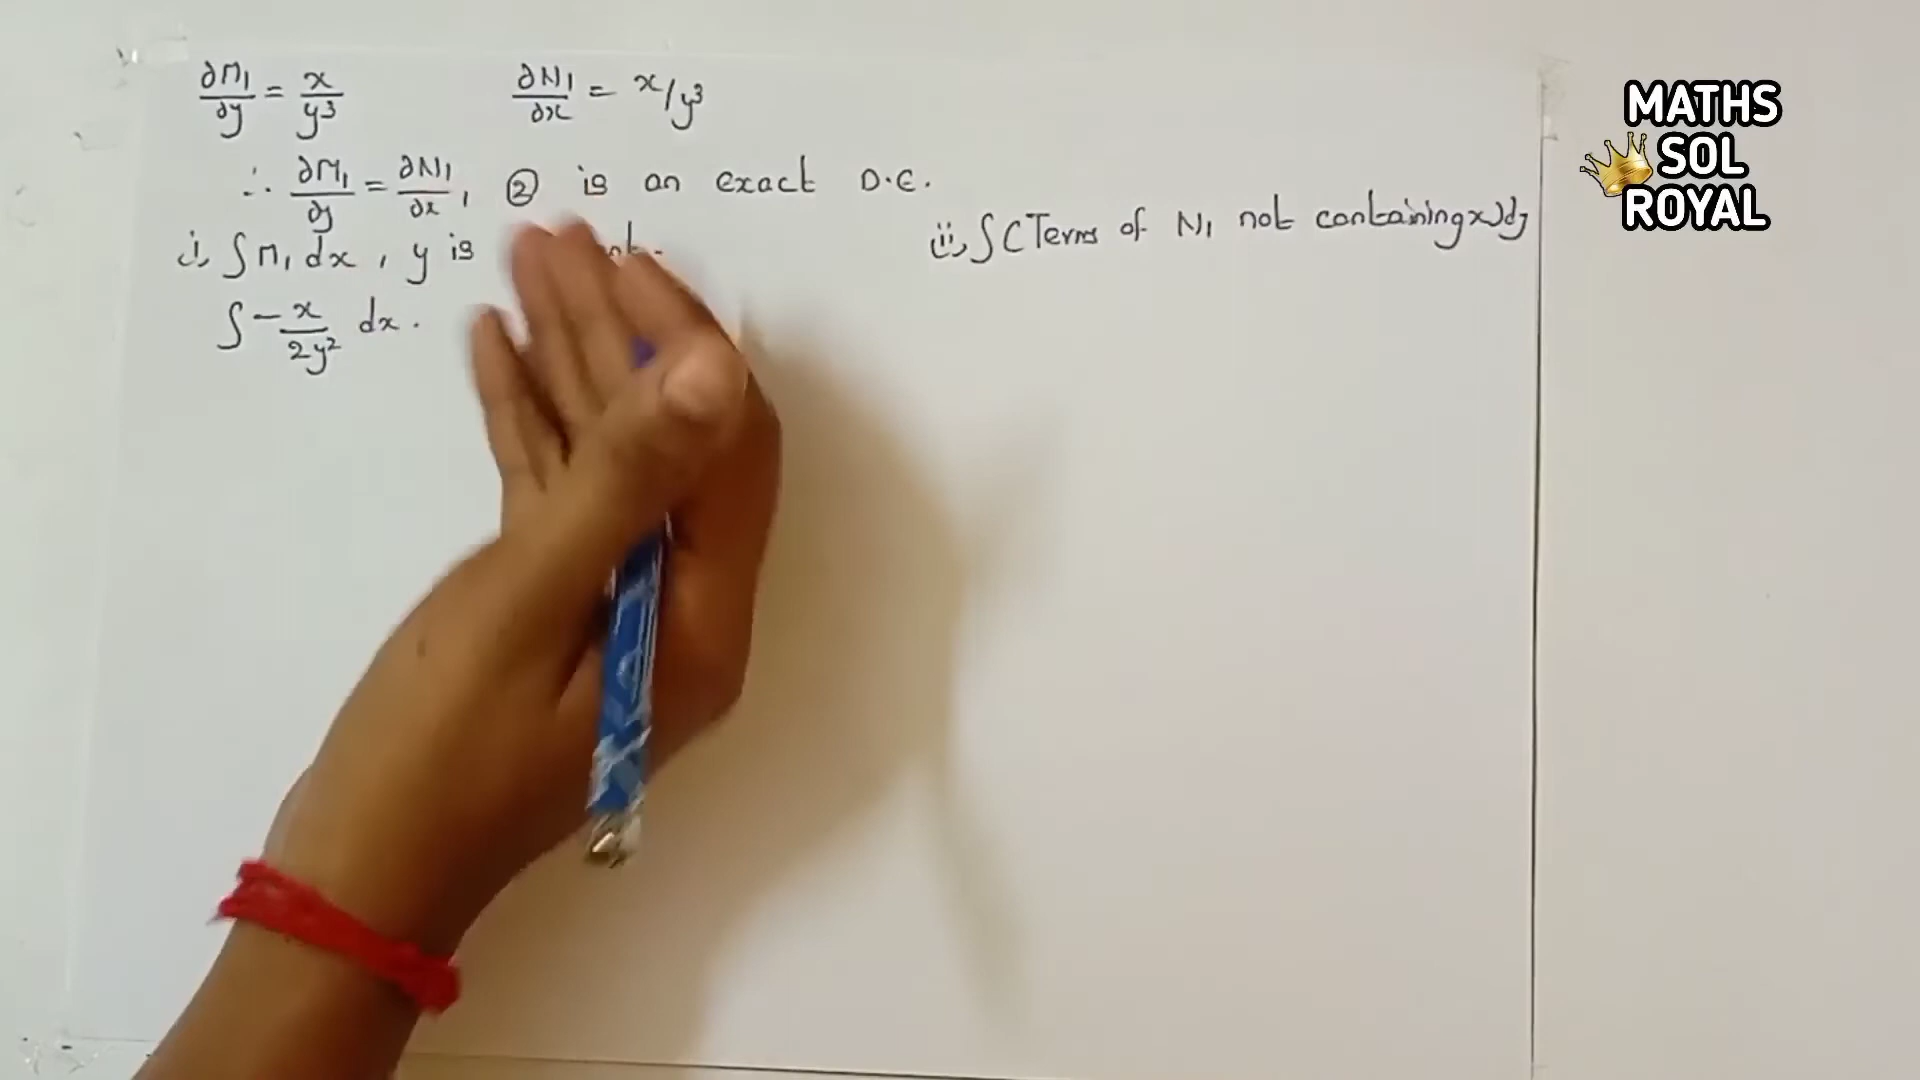 ∂M₁/∂y = x/y³ ∂N₁/∂x = x/y³
∴ ∂M₁/∂y = ∂N₁/∂x, ② is an exact D.E.
i, ∫M₁ dx, y is
ii, ∫(Terms of N₁ not containing x)dy
∫ -x/2y² dx.
MATHS
SOL
ROYAL